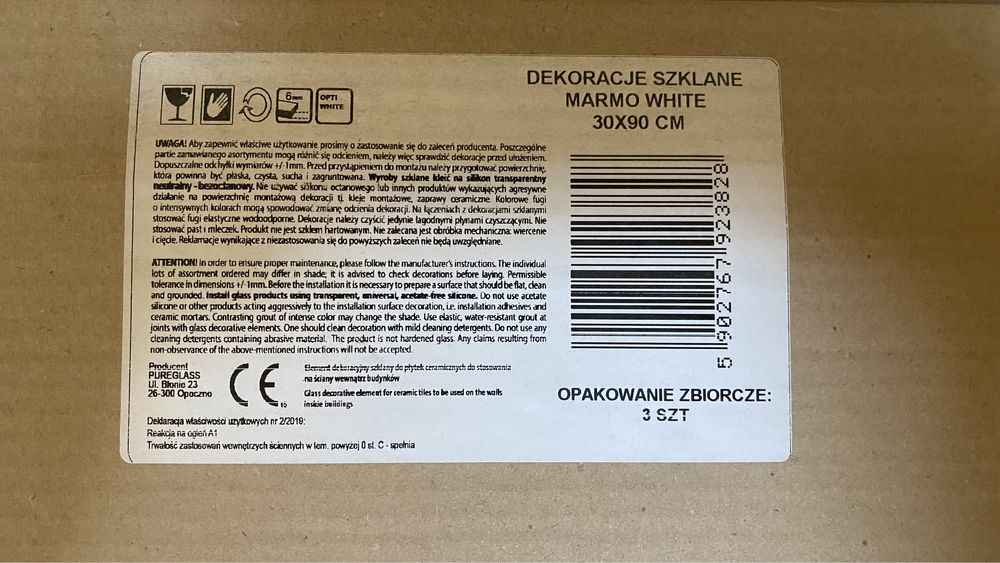 6mm
OPTI
WHITE
DEKORACJE SZKLANE
MARMO WHITE
30X90 CM
UWAGA! Aby zapewnić właściwe użytkowanie prosimy o zastosowanie się do zaleceń producenta. Poszczególne
partie zamawianego asortymentu mogą różnić się odcieniem, należy więc sprawdzić dekoracje przed ułożeniem.
Dopuszczalne odchyłki wymiarów +/- 1mm. Przed przystąpieniem do montażu należy przygotować powierzchnię,
która powinna być płaska, czysta, sucha i zagruntowana. Wyroby szklane kleić na silikon transparentny
neutralny - bezoctanowy. Nie używać silikonu octanowego lub innych produktów wykazujących agresywne
działanie na powierzchnię montażową dekoracji tj. kleje montażowe, zaprawy ceramiczne. Kolorowe fugi
o intensywnych kolorach mogą spowodować zmianę odcienia dekoracji. Na łączeniach z dekoracjami szklanymi
stosować fugi elastyczne wodoodporne. Dekoracje należy czyścić jedynie łagodnymi płynami czyszczącymi. Nie
stosować past i mleczek. Produkt nie jest szkłem hartowanym. Nie zalecana jest obróbka mechaniczna: wiercenie
i cięcie. Reklamacje wynikające z niezastosowania się do powyższych zaleceń nie będą uwzględniane.
ATTENTION! In order to ensure proper maintenance, please follow the manufacturer's instructions. The individual
lots of assortment ordered may differ in shade; it is advised to check decorations before laying. Permissible
tolerance in dimensions +/- 1mm. Before the installation it is necessary to prepare a surface that should be flat, clean
and grounded. Install glass products using transparent, universal, acetate-free silicone. Do not use acetate
silicone or other products acting aggressively to the installation surface decoration, i.e. installation adhesives and
ceramic mortars. Contrasting grout of intense color may change the shade. Use elastic, water-resistant grout at
joints with glass decorative elements. One should clean decoration with mild cleaning detergents. Do not use any
cleaning detergents containing abrasive material. The product is not hardened glass. Any claims resulting from
non-observance of the above-mentioned instructions will not be accepted.
5902767923828
Producent
PUREGLASS
Ul. Błonie 23
26-300 Opoczno
CE
15
Element dekoracyjny szklany do płytek ceramicznych do stosowania
na ściany wewnątrz budynków
Glass decorative element for ceramic tiles to be used on the walls
inside buildings
OPAKOWANIE ZBIORCZE:
3 SZT
Deklaracja właściwości użytkowych nr 2/2019:
Reakcja na ogień A1
Trwałość zastosowań wewnętrznych ściennych w tem. powyżej 0 st. C - spełnia